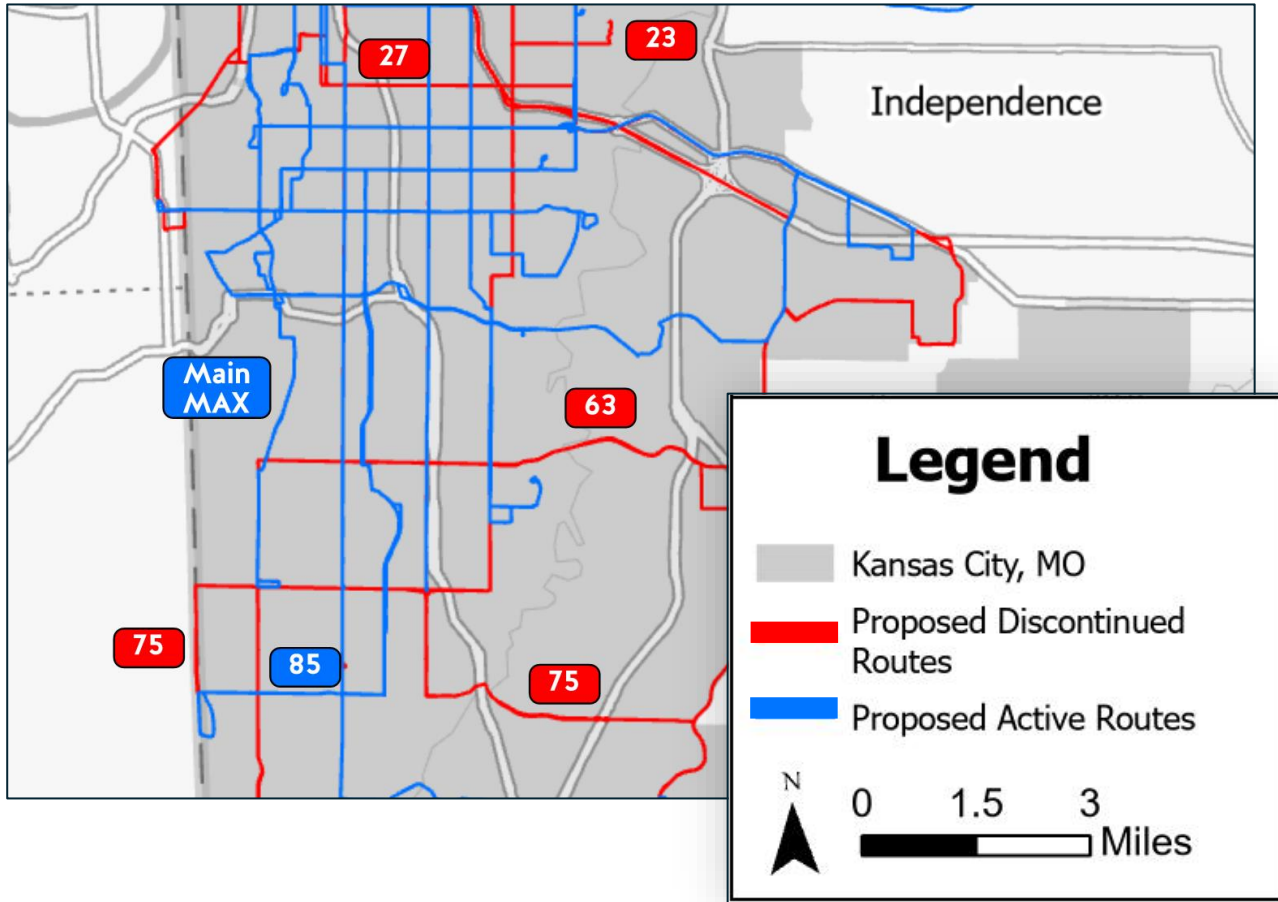 27
23
Independence
Main
MAX
63
75
85
75
Legend
Kansas City, MO
Proposed Discontinued
Routes
Proposed Active Routes
N
0 1.5 3
Miles